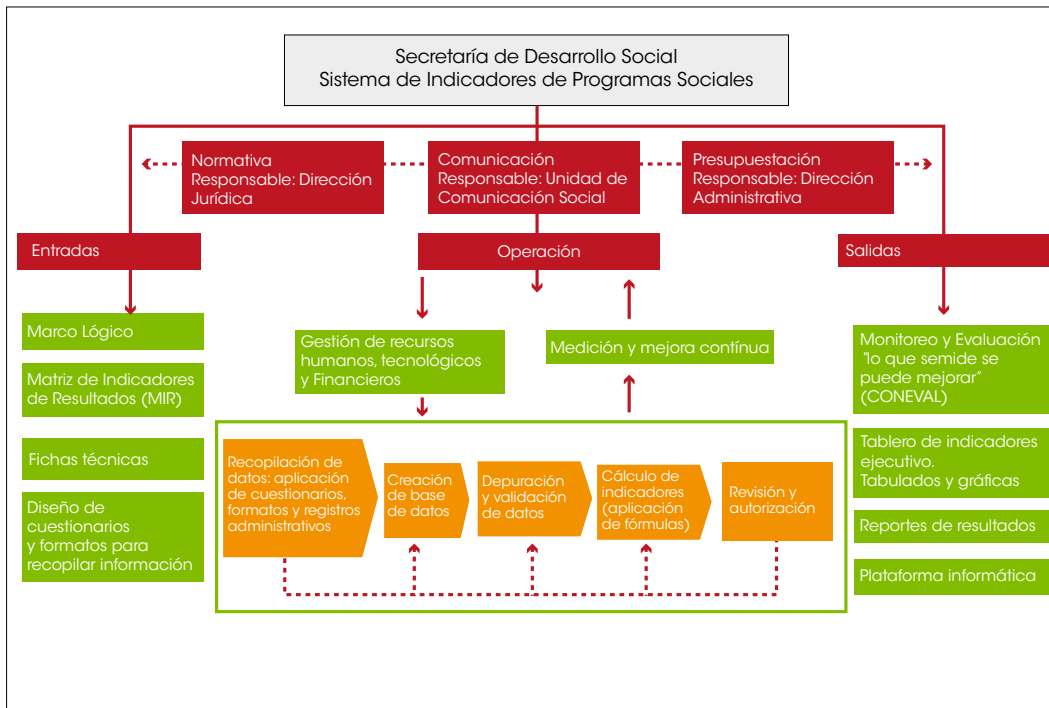 Secretaría de Desarrollo Social
Sistema de Indicadores de Programas Sociales
Normativa
Responsable: Dirección
Jurídica
Comunicación
Responsable: Unidad de
Comunicación Social
Presupuestación
Responsable: Dirección
Administrativa
Entradas
Operación
Salidas
Marco Lógico
Matriz de Indicadores
de Resultados (MIR)
Fichas técnicas
Diseño de
cuestionarios
y formatos para
recopilar información
Gestión de recursos
humanos, tecnológicos
y Financieros
Medición y mejora contínua
Recopilación de
datos: aplicación
de cuestionarios,
formatos y registros
administrativos
Creación
de base
de datos
Depuración
y validación
de datos
Cálculo de
indicadores
(aplicación
de fórmulas)
Revisión y
autorización
Monitoreo y Evaluación
"lo que semide se
puede mejorar"
(CONEVAL)
Tablero de indicadores
ejecutivo.
Tabulados y gráficas
Reportes de resultados
Plataforma informática